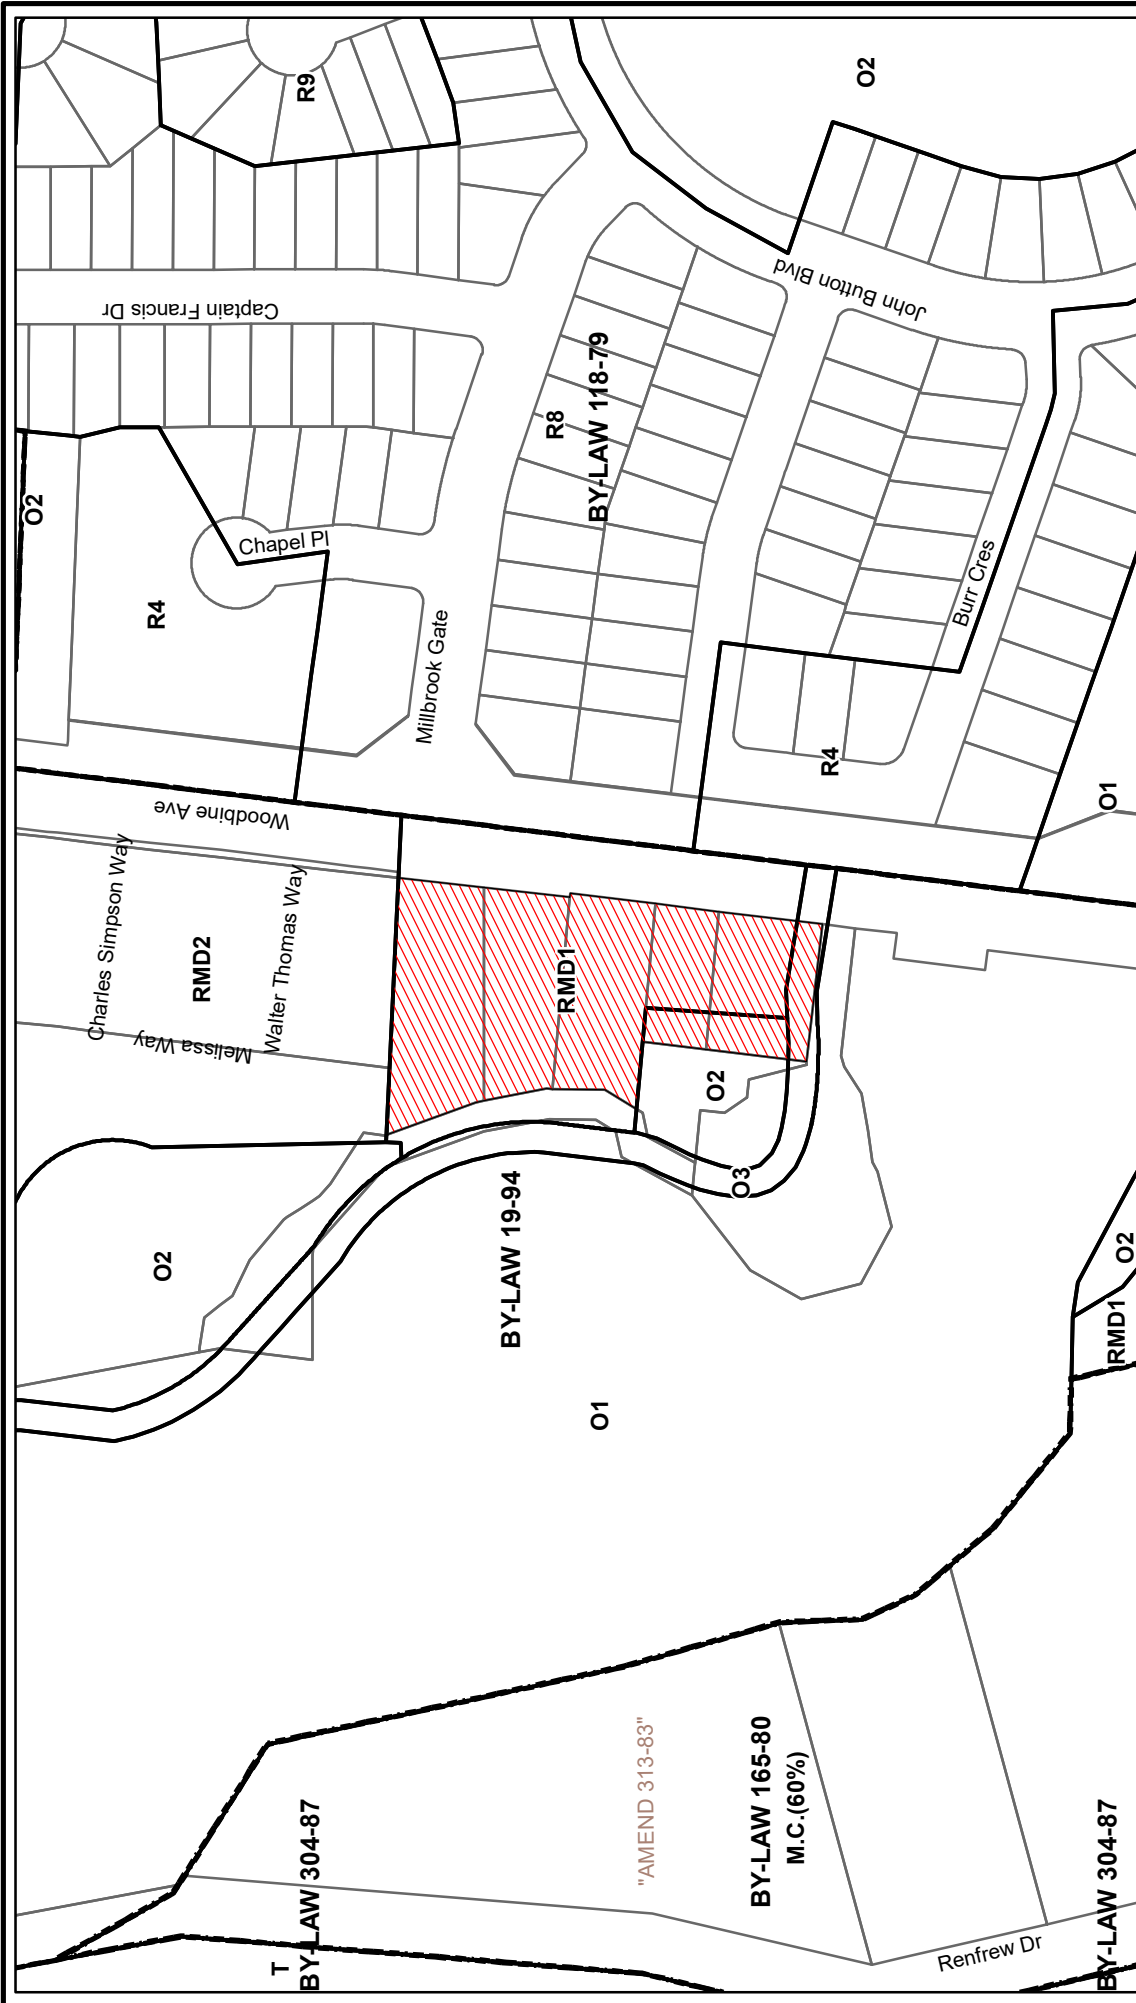 R9
O2
Captain Francis Dr
John Button Blvd
BY-LAW 118-79
R8
O2
Chapel Pl
Burr Cres
R4
Millbrook Gate
R4
O1
Woodbine Ave
Charles Simpson Way
Walter Thomas Way
RMD2
RMD1
Melissa Way
O2
O3
BY-LAW 19-94
O2
O2
RMD1
O1
"AMEND 313-83"
BY-LAW 165-80
M.C.(60%)
T
BY-LAW 304-87
Renfrew Dr
BY-LAW 304-87